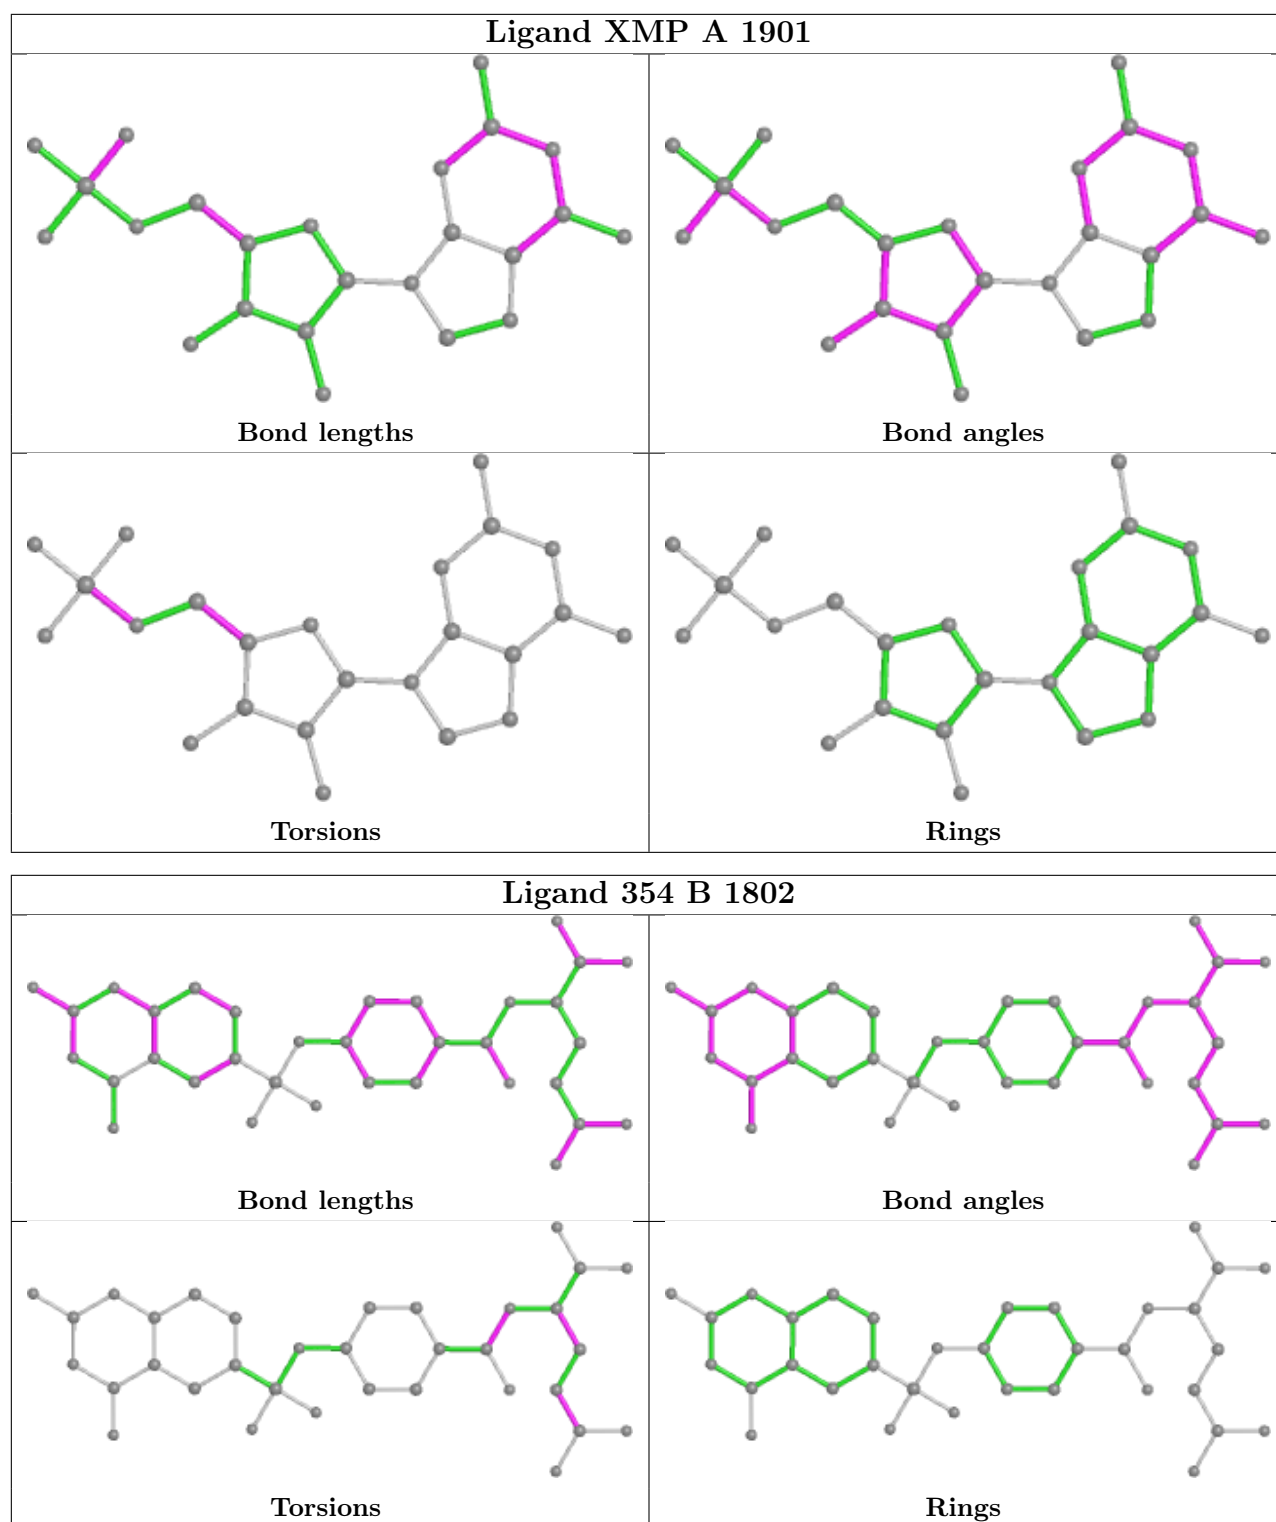 Ligand XMP A 1901
Bond lengths
Bond angles
Torsions
Rings
Ligand 354 B 1802
Bond lengths
Bond angles
Torsions
Rings